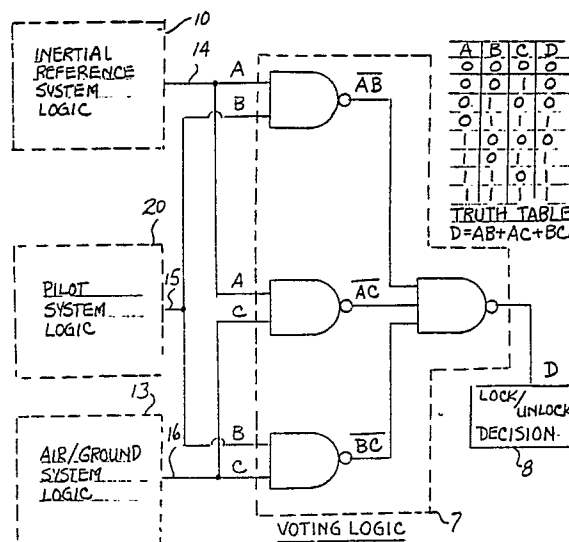 10
INERTIAL
REFERENCE
SYSTEM
LOGIC
14
A
B
A̅B̅
A B C D
0 0 0 0
0 0 1 0
0 1 0 0
0 1 1 1
1 0 0 0
1 0 1 1
1 1 0 1
1 1 1 1
TRUTH TABLE
D=AB+AC+BC
20
PILOT
SYSTEM
LOGIC
15
A
C
A̅C̅
13
AIR/GROUND
SYSTEM
LOGIC
16
B
C
B̅C̅
D
LOCK/
UNLOCK
DECISION
8
7
VOTING LOGIC